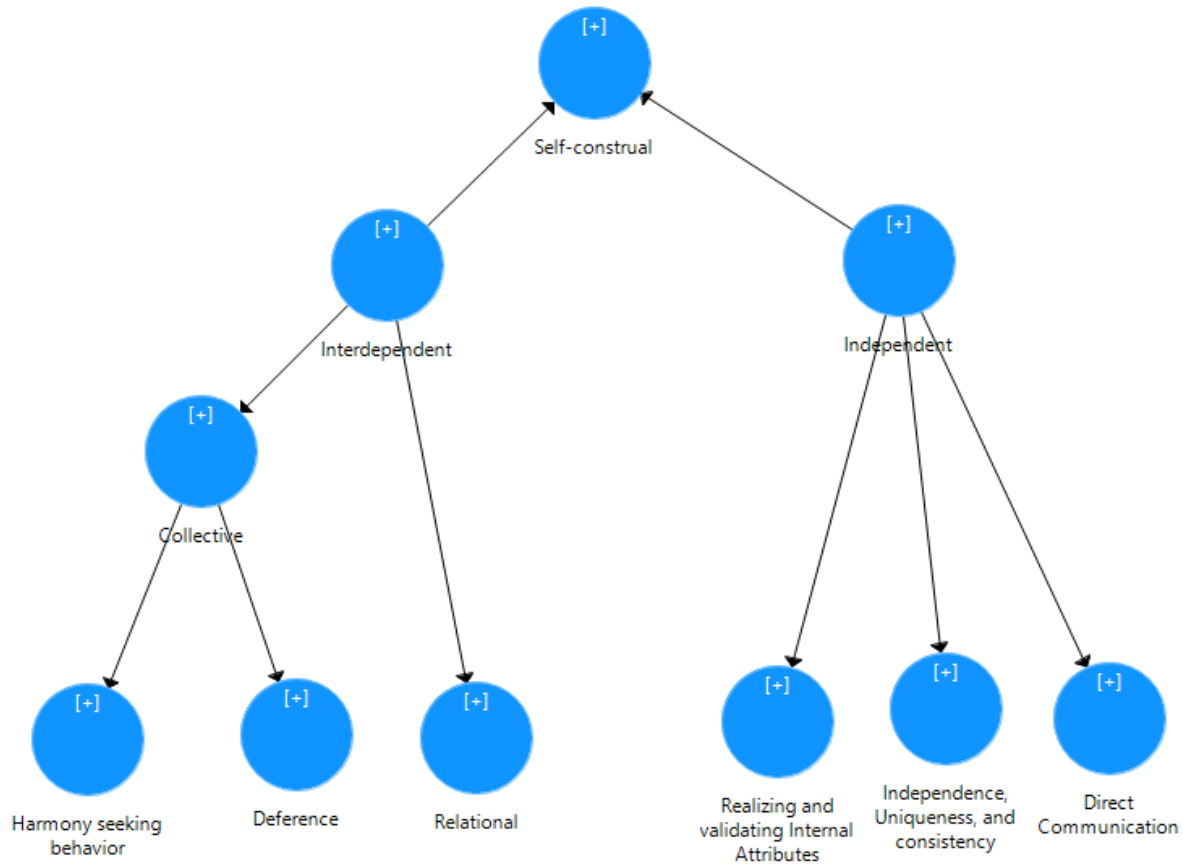 [+]
Self-construal
[+]
Interdependent
[+]
Independent
[+]
Collective
[+]
Harmony seeking
behavior
[+]
Deference
[+]
Relational
[+]
Realizing and
validating Internal
Attributes
[+]
Independence,
Uniqueness, and
consistency
[+]
Direct
Communication